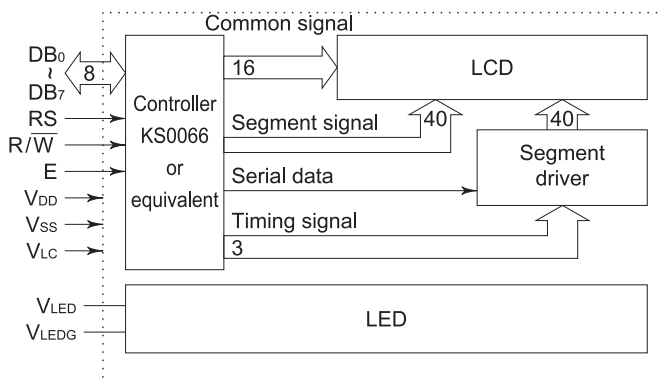 Common signal
DB₀
~
DB₇
8
16
LCD
Controller
KS0066
or
equivalent
RS
R/W̅
E
Segment signal
40
40
Segment
driver
Serial data
VDD
VSS
VLC
Timing signal
3
VLED
VLEDG
LED